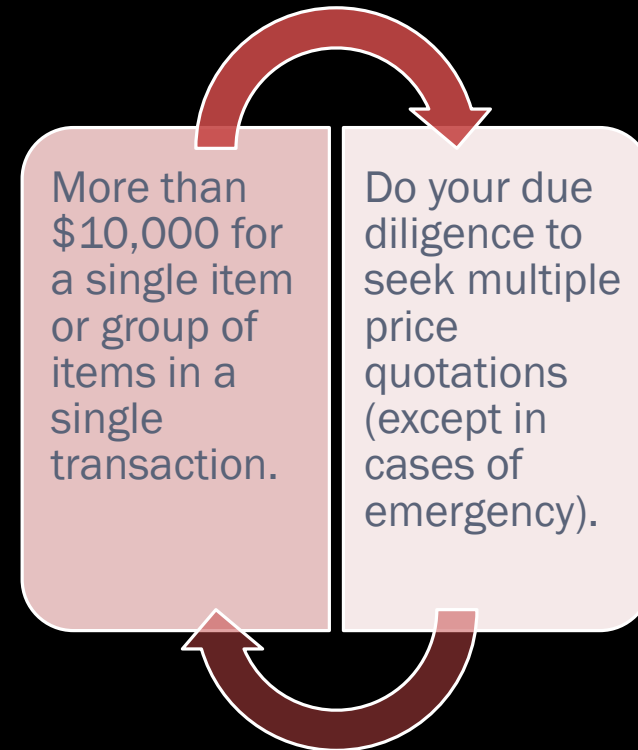 More than
$10,000 for
a single item
or group of
items in a
single
transaction.
Do your due
diligence to
seek multiple
price
quotations
(except in
cases of
emergency).